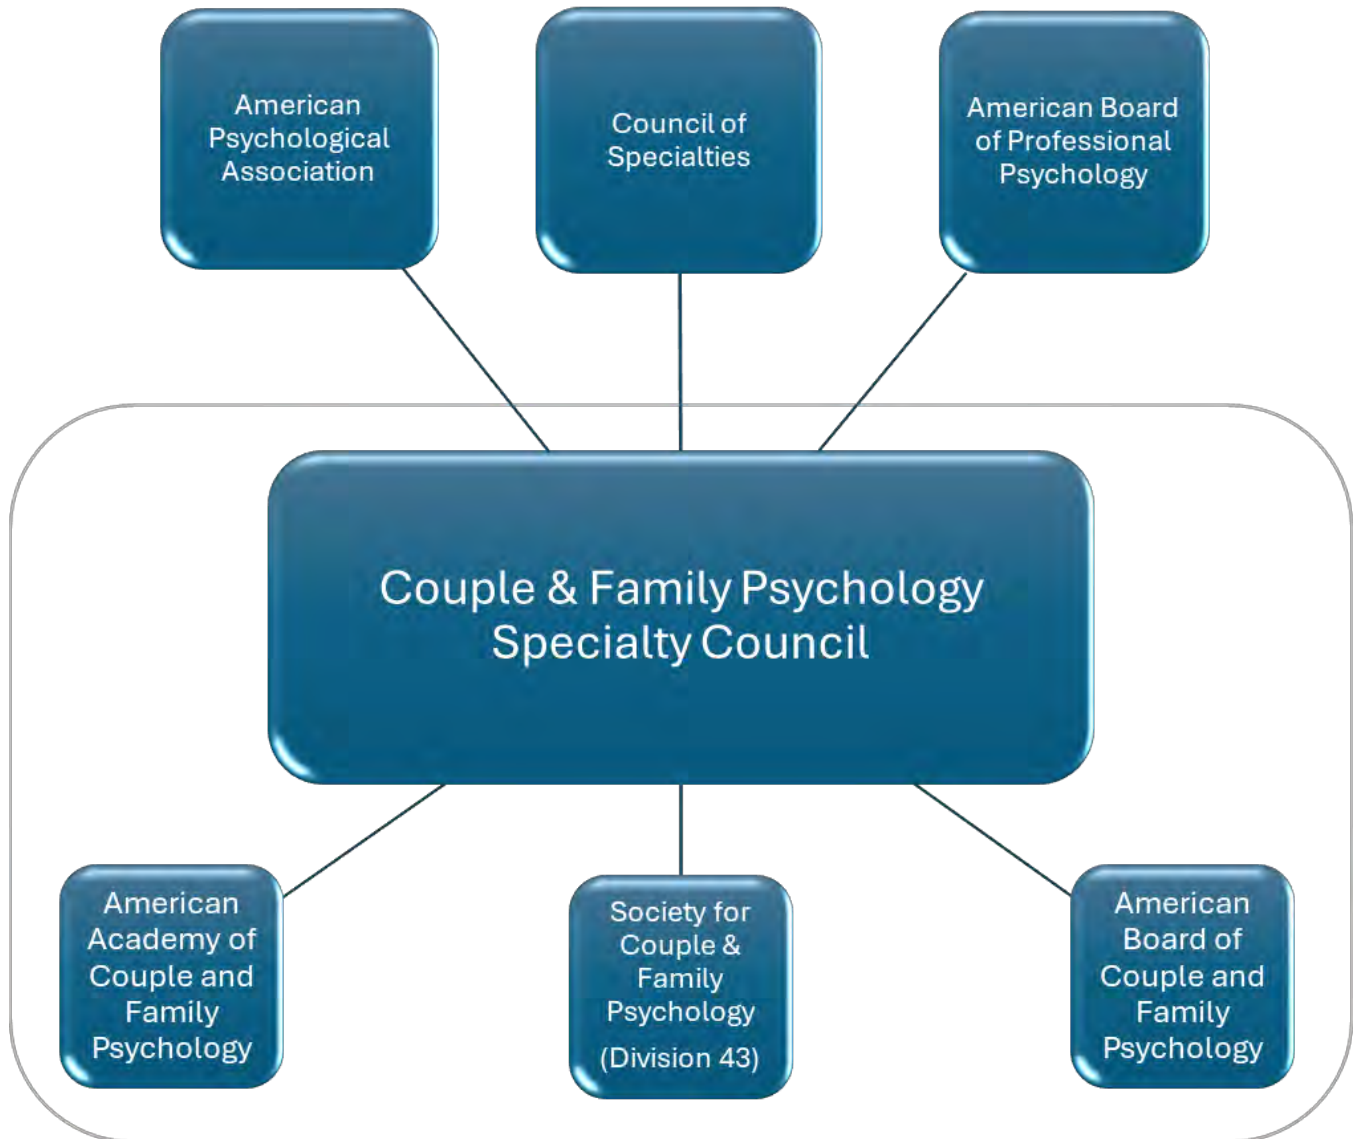 American
Psychological
Association
Council of
Specialties
American Board
of Professional
Psychology
Couple & Family Psychology
Specialty Council
American
Academy of
Couple and
Family
Psychology
Society for
Couple &
Family
Psychology
(Division 43)
American
Board of
Couple and
Family
Psychology